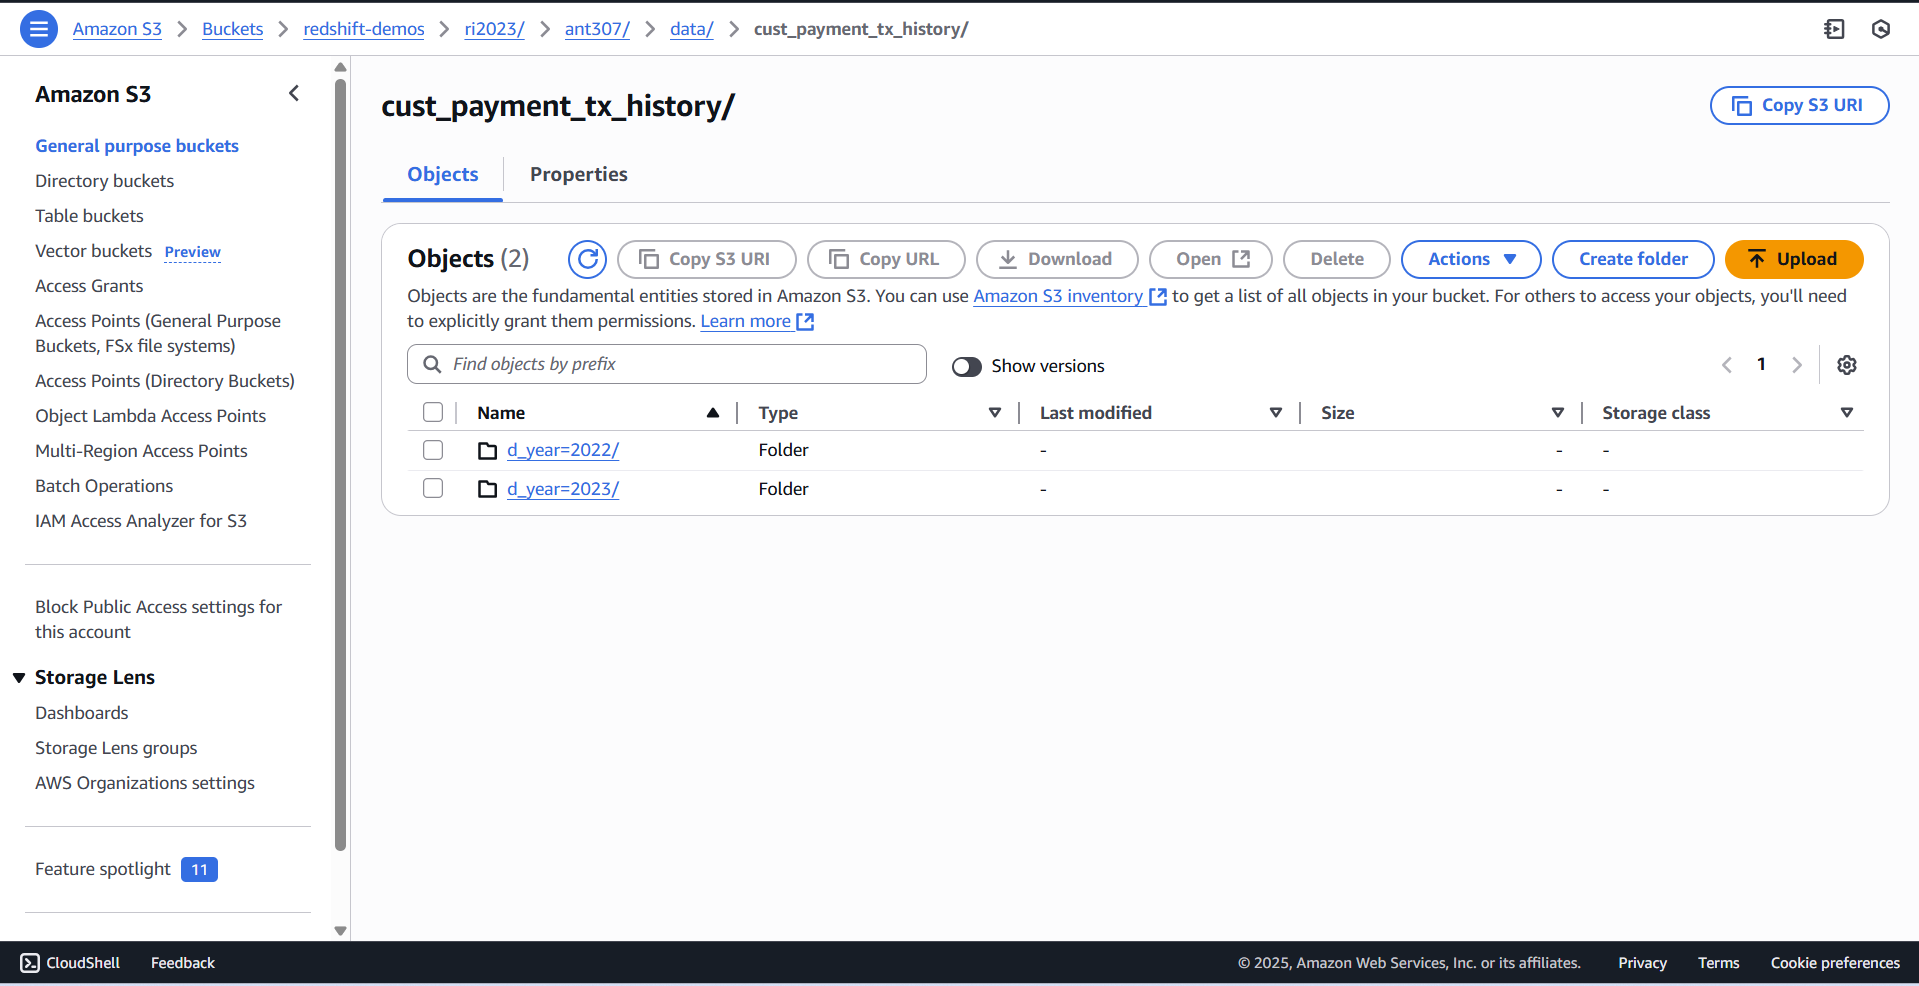 Amazon S3 > Buckets > redshift-demos > ri2023/ > ant307/ > data/ > cust_payment_tx_history/
Amazon S3
General purpose buckets
Directory buckets
Table buckets
Vector buckets Preview
Access Grants
Access Points (General Purpose
Buckets, FSx file systems)
Access Points (Directory Buckets)
Object Lambda Access Points
Multi-Region Access Points
Batch Operations
IAM Access Analyzer for S3
Block Public Access settings for
this account
Storage Lens
Dashboards
Storage Lens groups
AWS Organizations settings
Feature spotlight 11
cust_payment_tx_history/
Copy S3 URI
Objects Properties
Objects (2) Copy S3 URI Copy URL Download Open Delete Actions Create folder Upload
Objects are the fundamental entities stored in Amazon S3. You can use Amazon S3 inventory to get a list of all objects in your bucket. For others to access your objects, you'll need
to explicitly grant them permissions. Learn more
Find objects by prefix Show versions 1
Name Type Last modified Size Storage class
d_year=2022/ Folder - - -
d_year=2023/ Folder - - -
CloudShell Feedback © 2025, Amazon Web Services, Inc. or its affiliates. Privacy Terms Cookie preferences